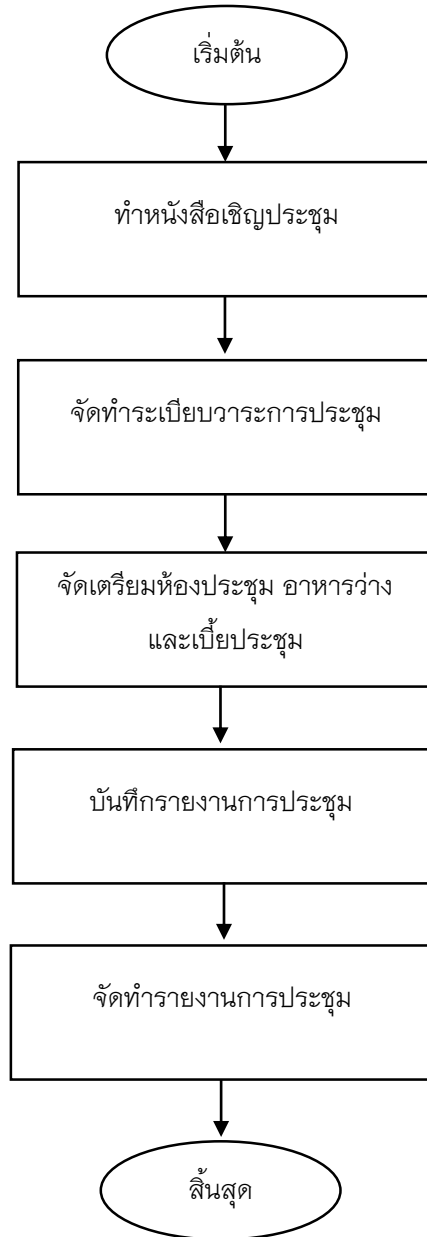 เริ่มต้น
ทำหนังสือเชิญประชุม
จัดทำระเบียบวาระการประชุม
จัดเตรียมห้องประชุม อาหารว่าง
และเบี้ยประชุม
บันทึกรายงานการประชุม
จัดทำรายงานการประชุม
สิ้นสุด